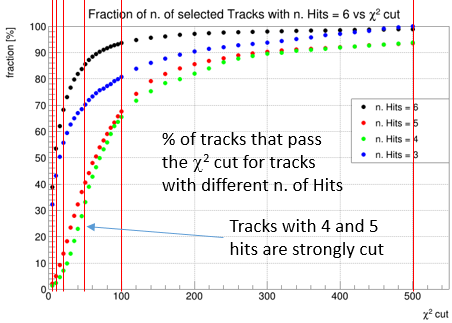 Fraction of n. of selected Tracks with n. Hits = 6 vs χ² cut
fraction [%]
100
90
80
70
60
50
40
30
20
10
0
n. Hits = 6
n. Hits = 5
n. Hits = 4
n. Hits = 3
% of tracks that pass
the χ² cut for tracks
with different n. of Hits
Tracks with 4 and 5
hits are strongly cut
0 100 200 300 400 500
χ² cut